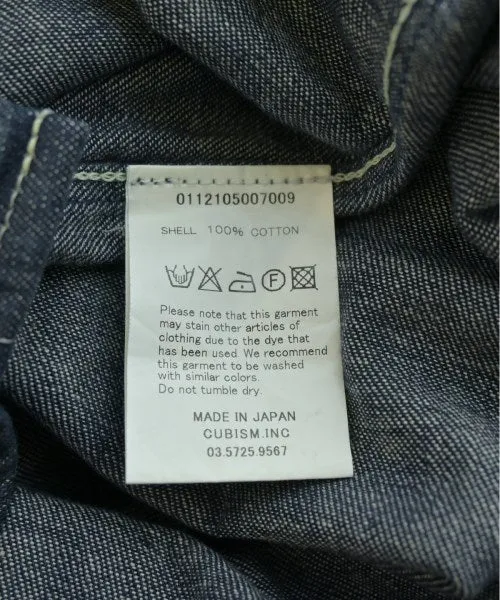 0112105007009
SHELL 100% COTTON
F
Please note that this garment
may stain other articles of
clothing due to the dye that
has been used. We recommend
this garment to be washed
with similar colors.
Do not tumble dry.
MADE IN JAPAN
CUBISM.INC
03.5725.9567